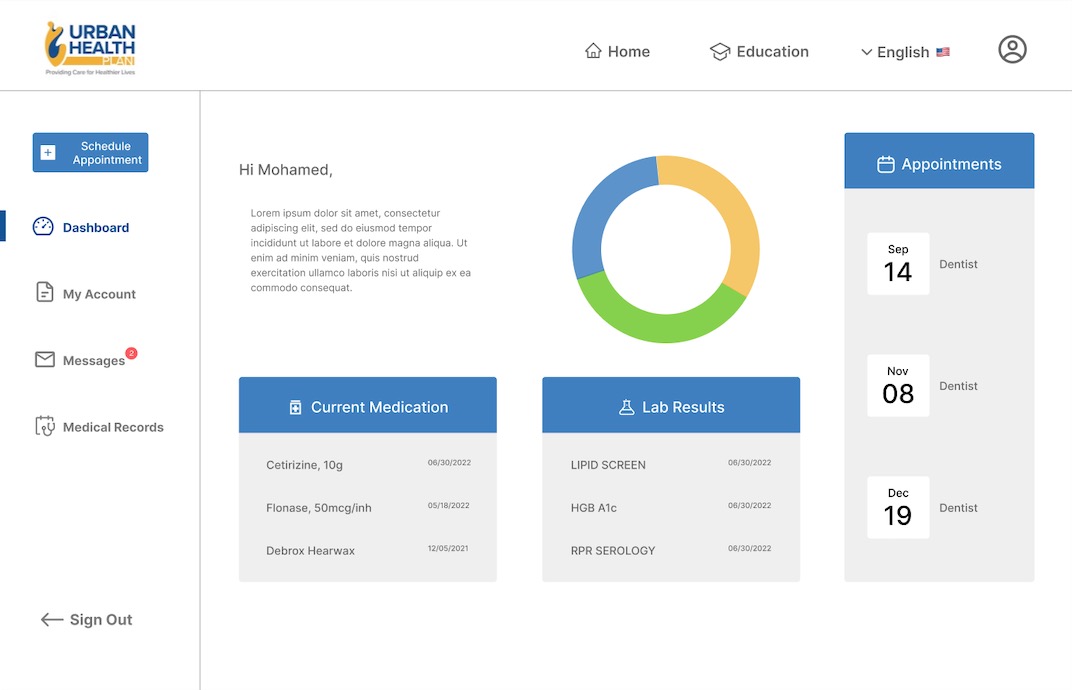 URBAN
HEALTH
PLAN
Providing Care for Healthier Lives
Home
Education
English
Schedule
Appointment
Dashboard
My Account
Messages
2
Medical Records
Sign Out
Hi Mohamed,
Lorem ipsum dolor sit amet, consectetur
adipiscing elit, sed do eiusmod tempor
incididunt ut labore et dolore magna aliqua. Ut
enim ad minim veniam, quis nostrud
exercitation ullamco laboris nisi ut aliquip ex ea
commodo consequat.
Current Medication
Cetirizine, 10g 06/30/2022
Flonase, 50mcg/inh 05/18/2022
Debrox Hearwax 12/05/2021
Lab Results
LIPID SCREEN 06/30/2022
HGB A1c 06/30/2022
RPR SEROLOGY 06/30/2022
Appointments
Sep
14 Dentist
Nov
08 Dentist
Dec
19 Dentist